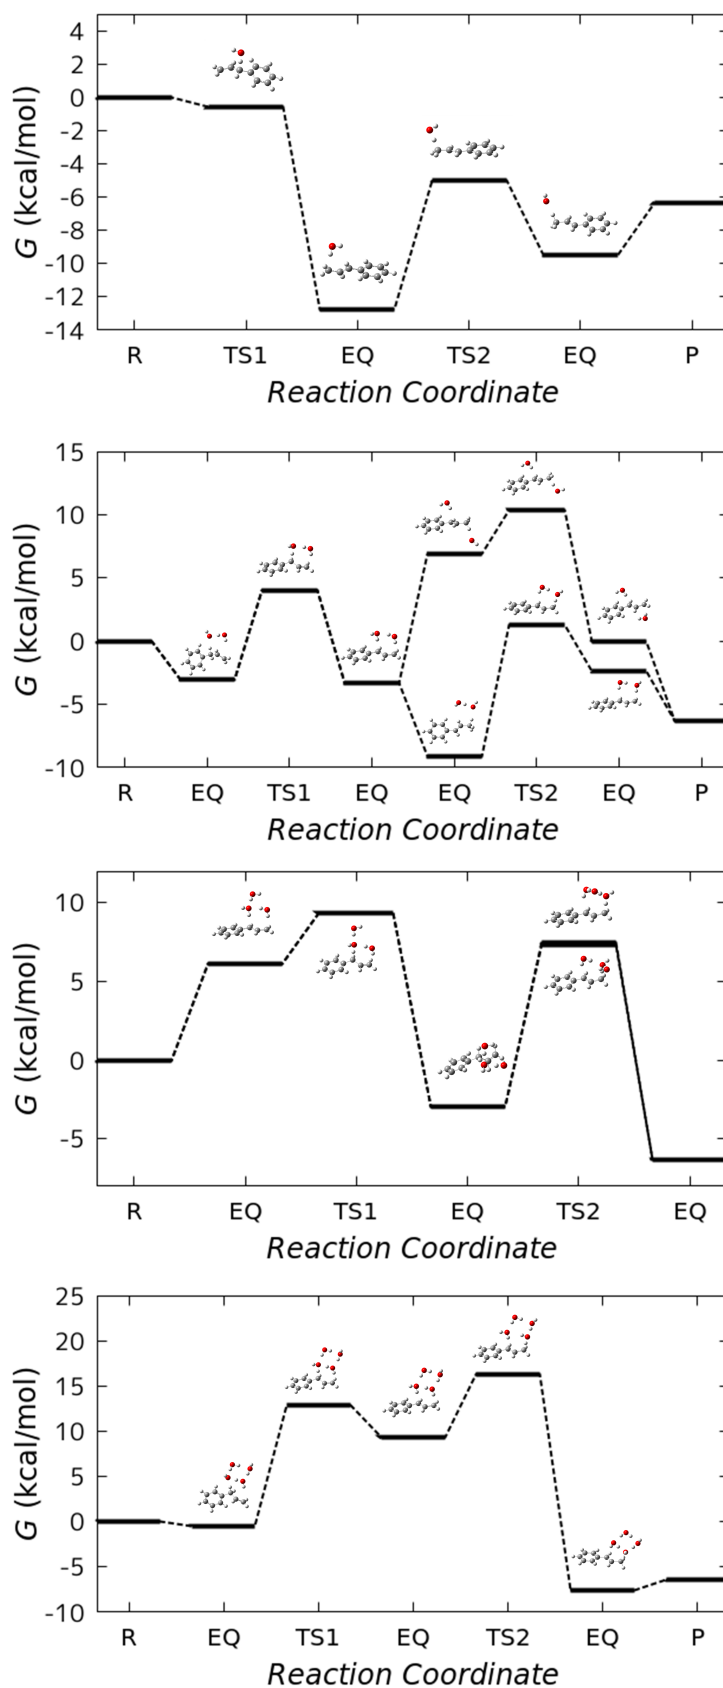 4
2
0
-2
-4
-6
-8
-10
-12
-14
G (kcal/mol)
R TS1 EQ TS2 EQ P
Reaction Coordinate
15
10
5
0
-5
-10
G (kcal/mol)
R EQ TS1 EQ EQ TS2 EQ P
Reaction Coordinate
10
5
0
-5
G (kcal/mol)
R EQ TS1 EQ TS2 EQ
Reaction Coordinate
25
20
15
10
5
0
-5
-10
G (kcal/mol)
R EQ TS1 EQ TS2 EQ P
Reaction Coordinate